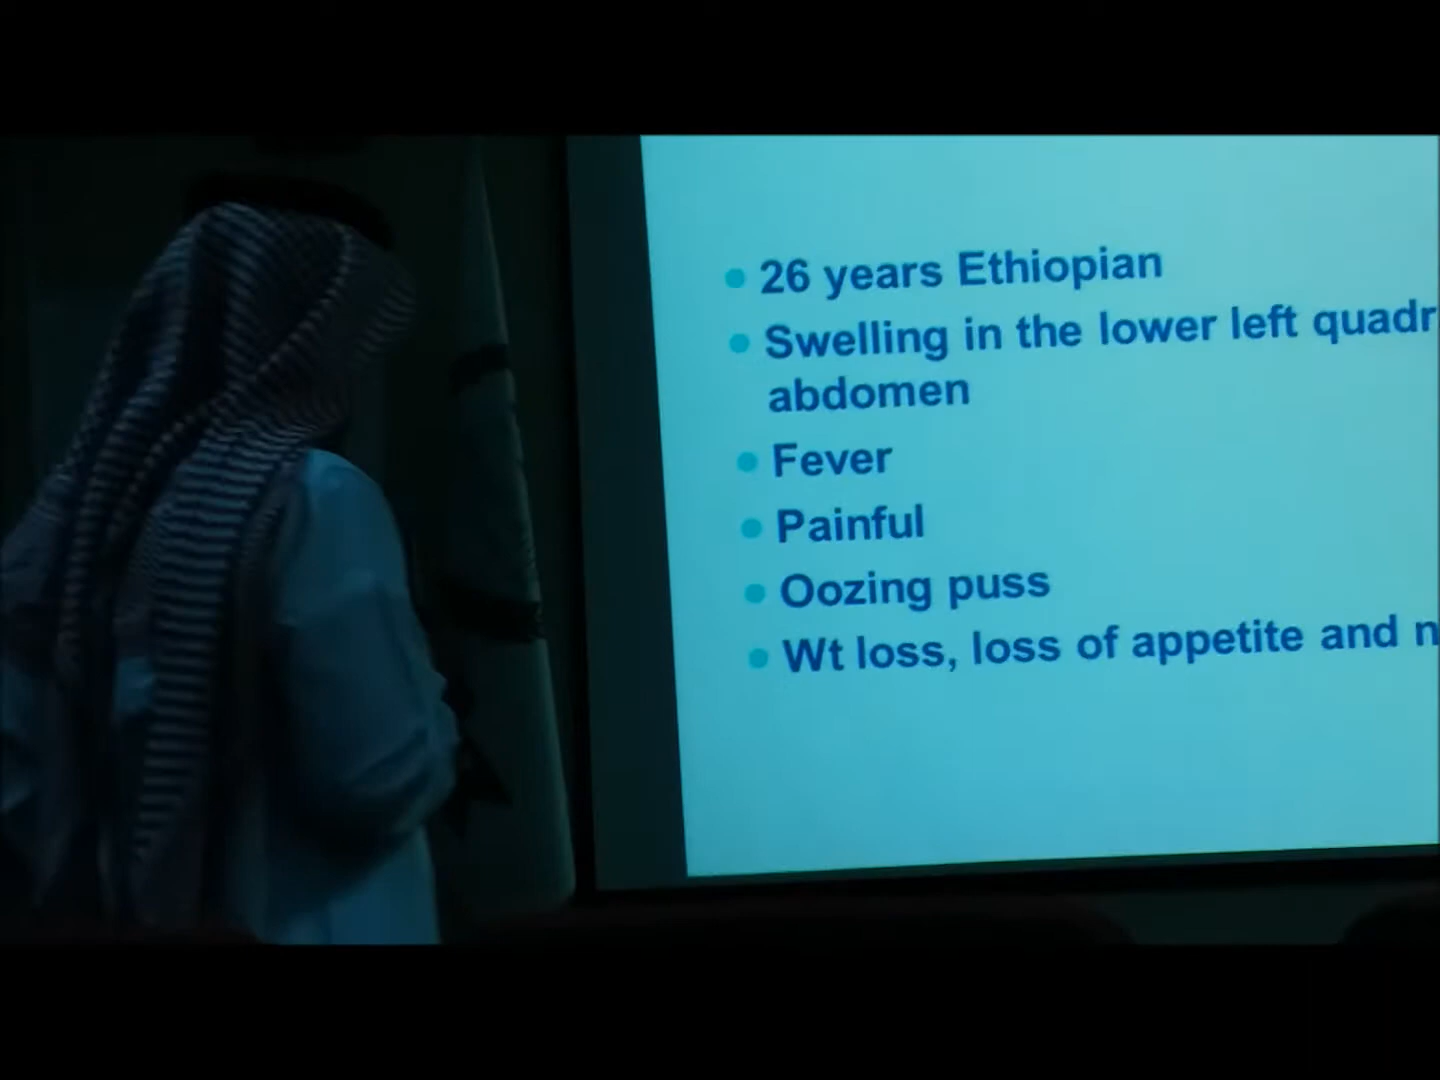 26 years Ethiopian
Swelling in the lower left
abdomen
Fever
Painful
Oozing puss
Wt loss, loss of appetite and